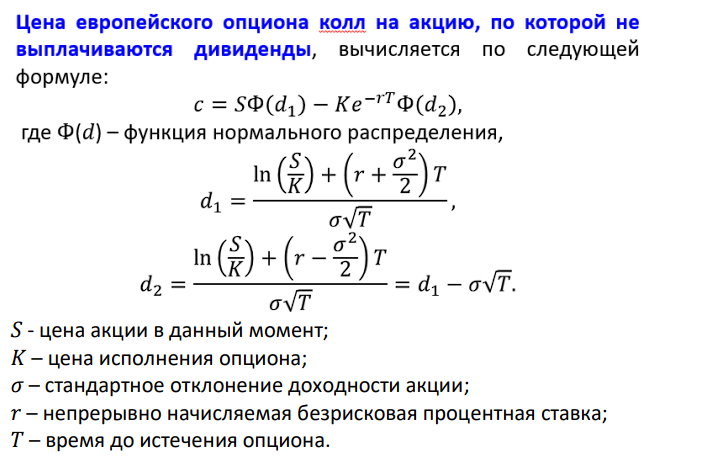 Цена европейского опциона колл на акцию, по которой не
выплачиваются дивиденды, вычисляется по следующей
формуле:
𝑐 = 𝑆Φ(𝑑₁) − 𝐾𝑒⁻ʳᵀΦ(𝑑₂),
где Φ(𝑑) – функция нормального распределения,
𝑑₁ = (ln(𝑆/𝐾) + (𝑟 + 𝜎²/2)𝑇) / (𝜎√𝑇),
𝑑₂ = (ln(𝑆/𝐾) + (𝑟 − 𝜎²/2)𝑇) / (𝜎√𝑇) = 𝑑₁ − 𝜎√𝑇.
𝑆 - цена акции в данный момент;
𝐾 – цена исполнения опциона;
𝜎 – стандартное отклонение доходности акции;
𝑟 – непрерывно начисляемая безрисковая процентная ставка;
𝑇 – время до истечения опциона.